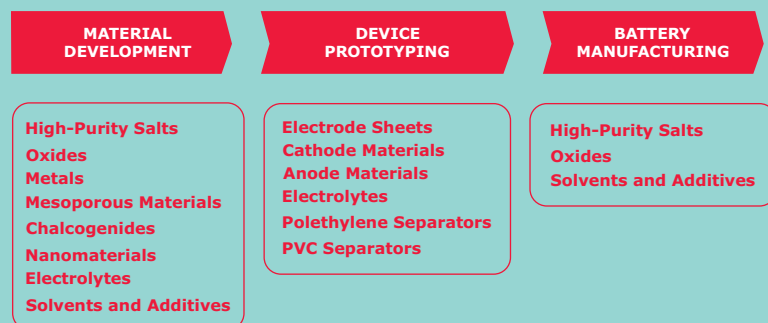 MATERIAL
DEVELOPMENT
DEVICE
PROTOTYPING
BATTERY
MANUFACTURING
High-Purity Salts
Oxides
Metals
Mesoporous Materials
Chalcogenides
Nanomaterials
Electrolytes
Solvents and Additives
Electrode Sheets
Cathode Materials
Anode Materials
Electrolytes
Polethylene Separators
PVC Separators
High-Purity Salts
Oxides
Solvents and Additives